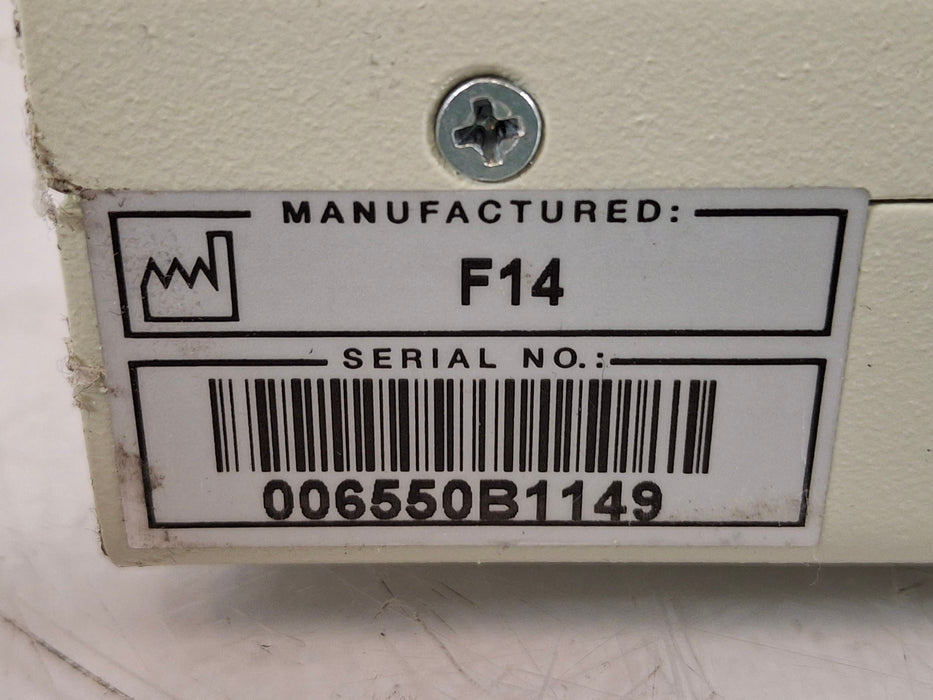 MANUFACTURED:
F14
SERIAL NO.:
006550B1149